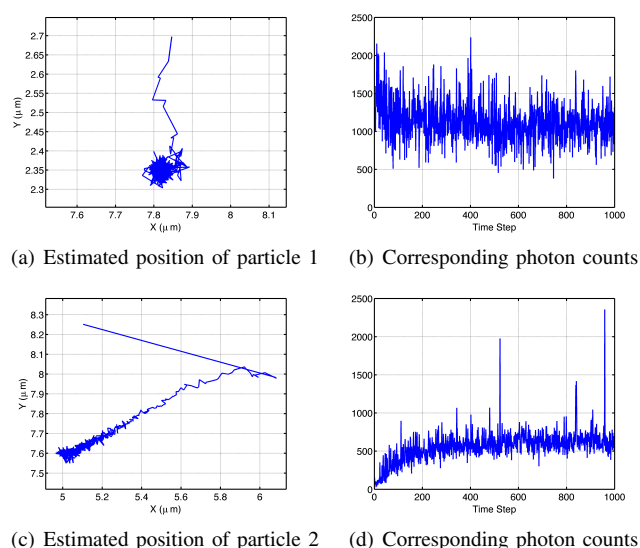 2.7
2.65
2.6
2.55
2.5
2.45
2.4
2.35
2.3
Y (μ m)
7.6 7.7 7.8 7.9 8 8.1
X (μ m)
2500
2000
1500
1000
500
0
0 200 400 600 800 1000
Time Step
(a) Estimated position of particle 1 (b) Corresponding photon counts
8.3
8.2
8.1
8
7.9
7.8
7.7
7.6
7.5
Y (μ m)
5 5.2 5.4 5.6 5.8 6
X (μ m)
2500
2000
1500
1000
500
0
0 200 400 600 800 1000
Time Step
(c) Estimated position of particle 2 (d) Corresponding photon counts